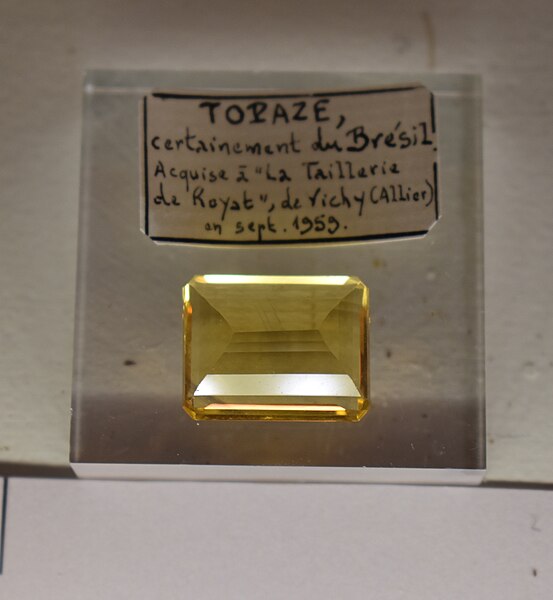 TOPAZE,
certainement du Brésil.
Acquise à "La Taillerie
de Royat", de Vichy (Allier)
en sept. 1959.